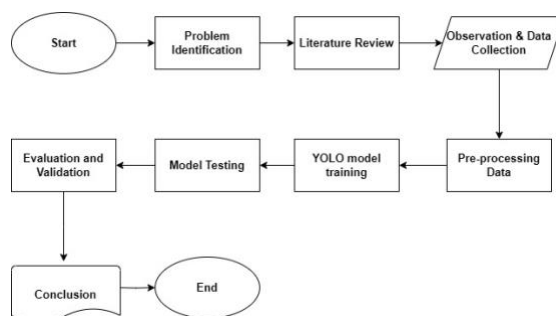 Start
Problem
Identification
Literature Review
Observation & Data
Collection
Evaluation and
Validation
Model Testing
YOLO model
training
Pre-processing
Data
Conclusion
End